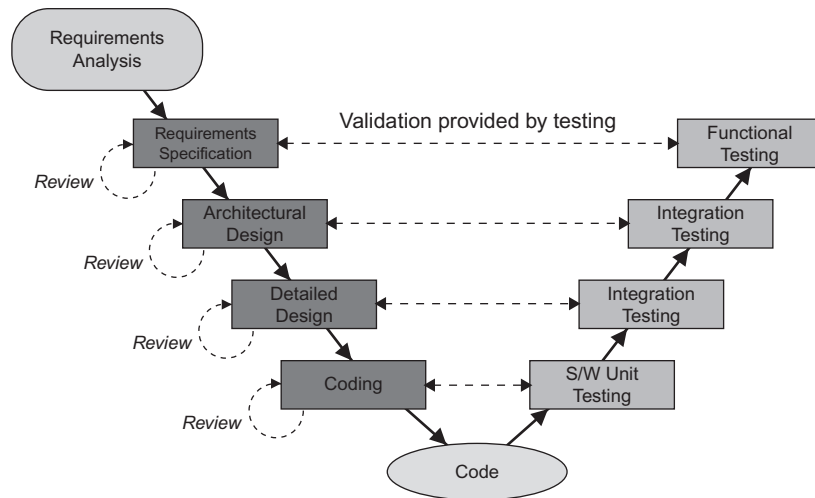 Requirements
Analysis
Validation provided by testing
Requirements
Specification
Functional
Testing
Review
Architectural
Design
Integration
Testing
Review
Detailed
Design
Integration
Testing
Review
Coding
S/W Unit
Testing
Review
Code